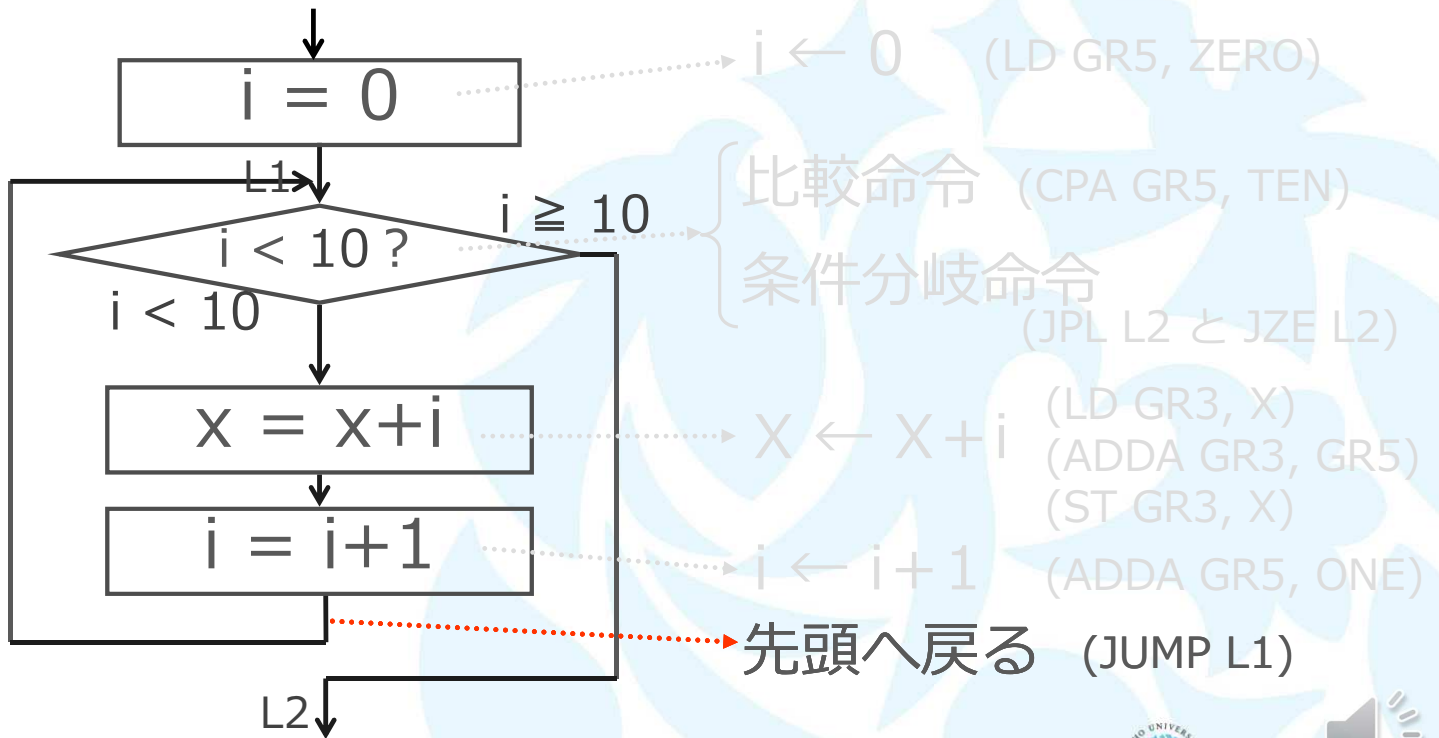 i = 0
i ← 0 (LD GR5, ZERO)
L1
i < 10 ?
i ≧ 10
i < 10
比較命令 (CPA GR5, TEN)
条件分岐命令
(JPL L2 と JZE L2)
x = x+i
X ← X+i
(LD GR3, X)
(ADDA GR3, GR5)
(ST GR3, X)
i = i+1
i ← i+1 (ADDA GR5, ONE)
先頭へ戻る (JUMP L1)
L2